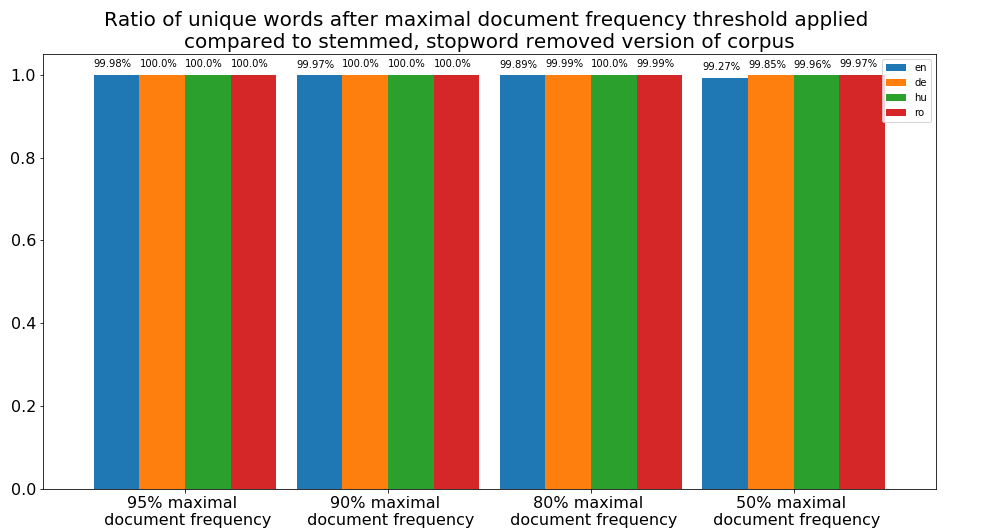 Ratio of unique words after maximal document frequency threshold applied
compared to stemmed, stopword removed version of corpus
99.98% 100.0% 100.0% 100.0% 99.97% 100.0% 100.0% 100.0% 99.89% 99.99% 100.0% 99.99% 99.27% 99.85% 99.96% 99.97%
en
de
hu
ro
1.0
0.8
0.6
0.4
0.2
0.0
95% maximal
document frequency
90% maximal
document frequency
80% maximal
document frequency
50% maximal
document frequency